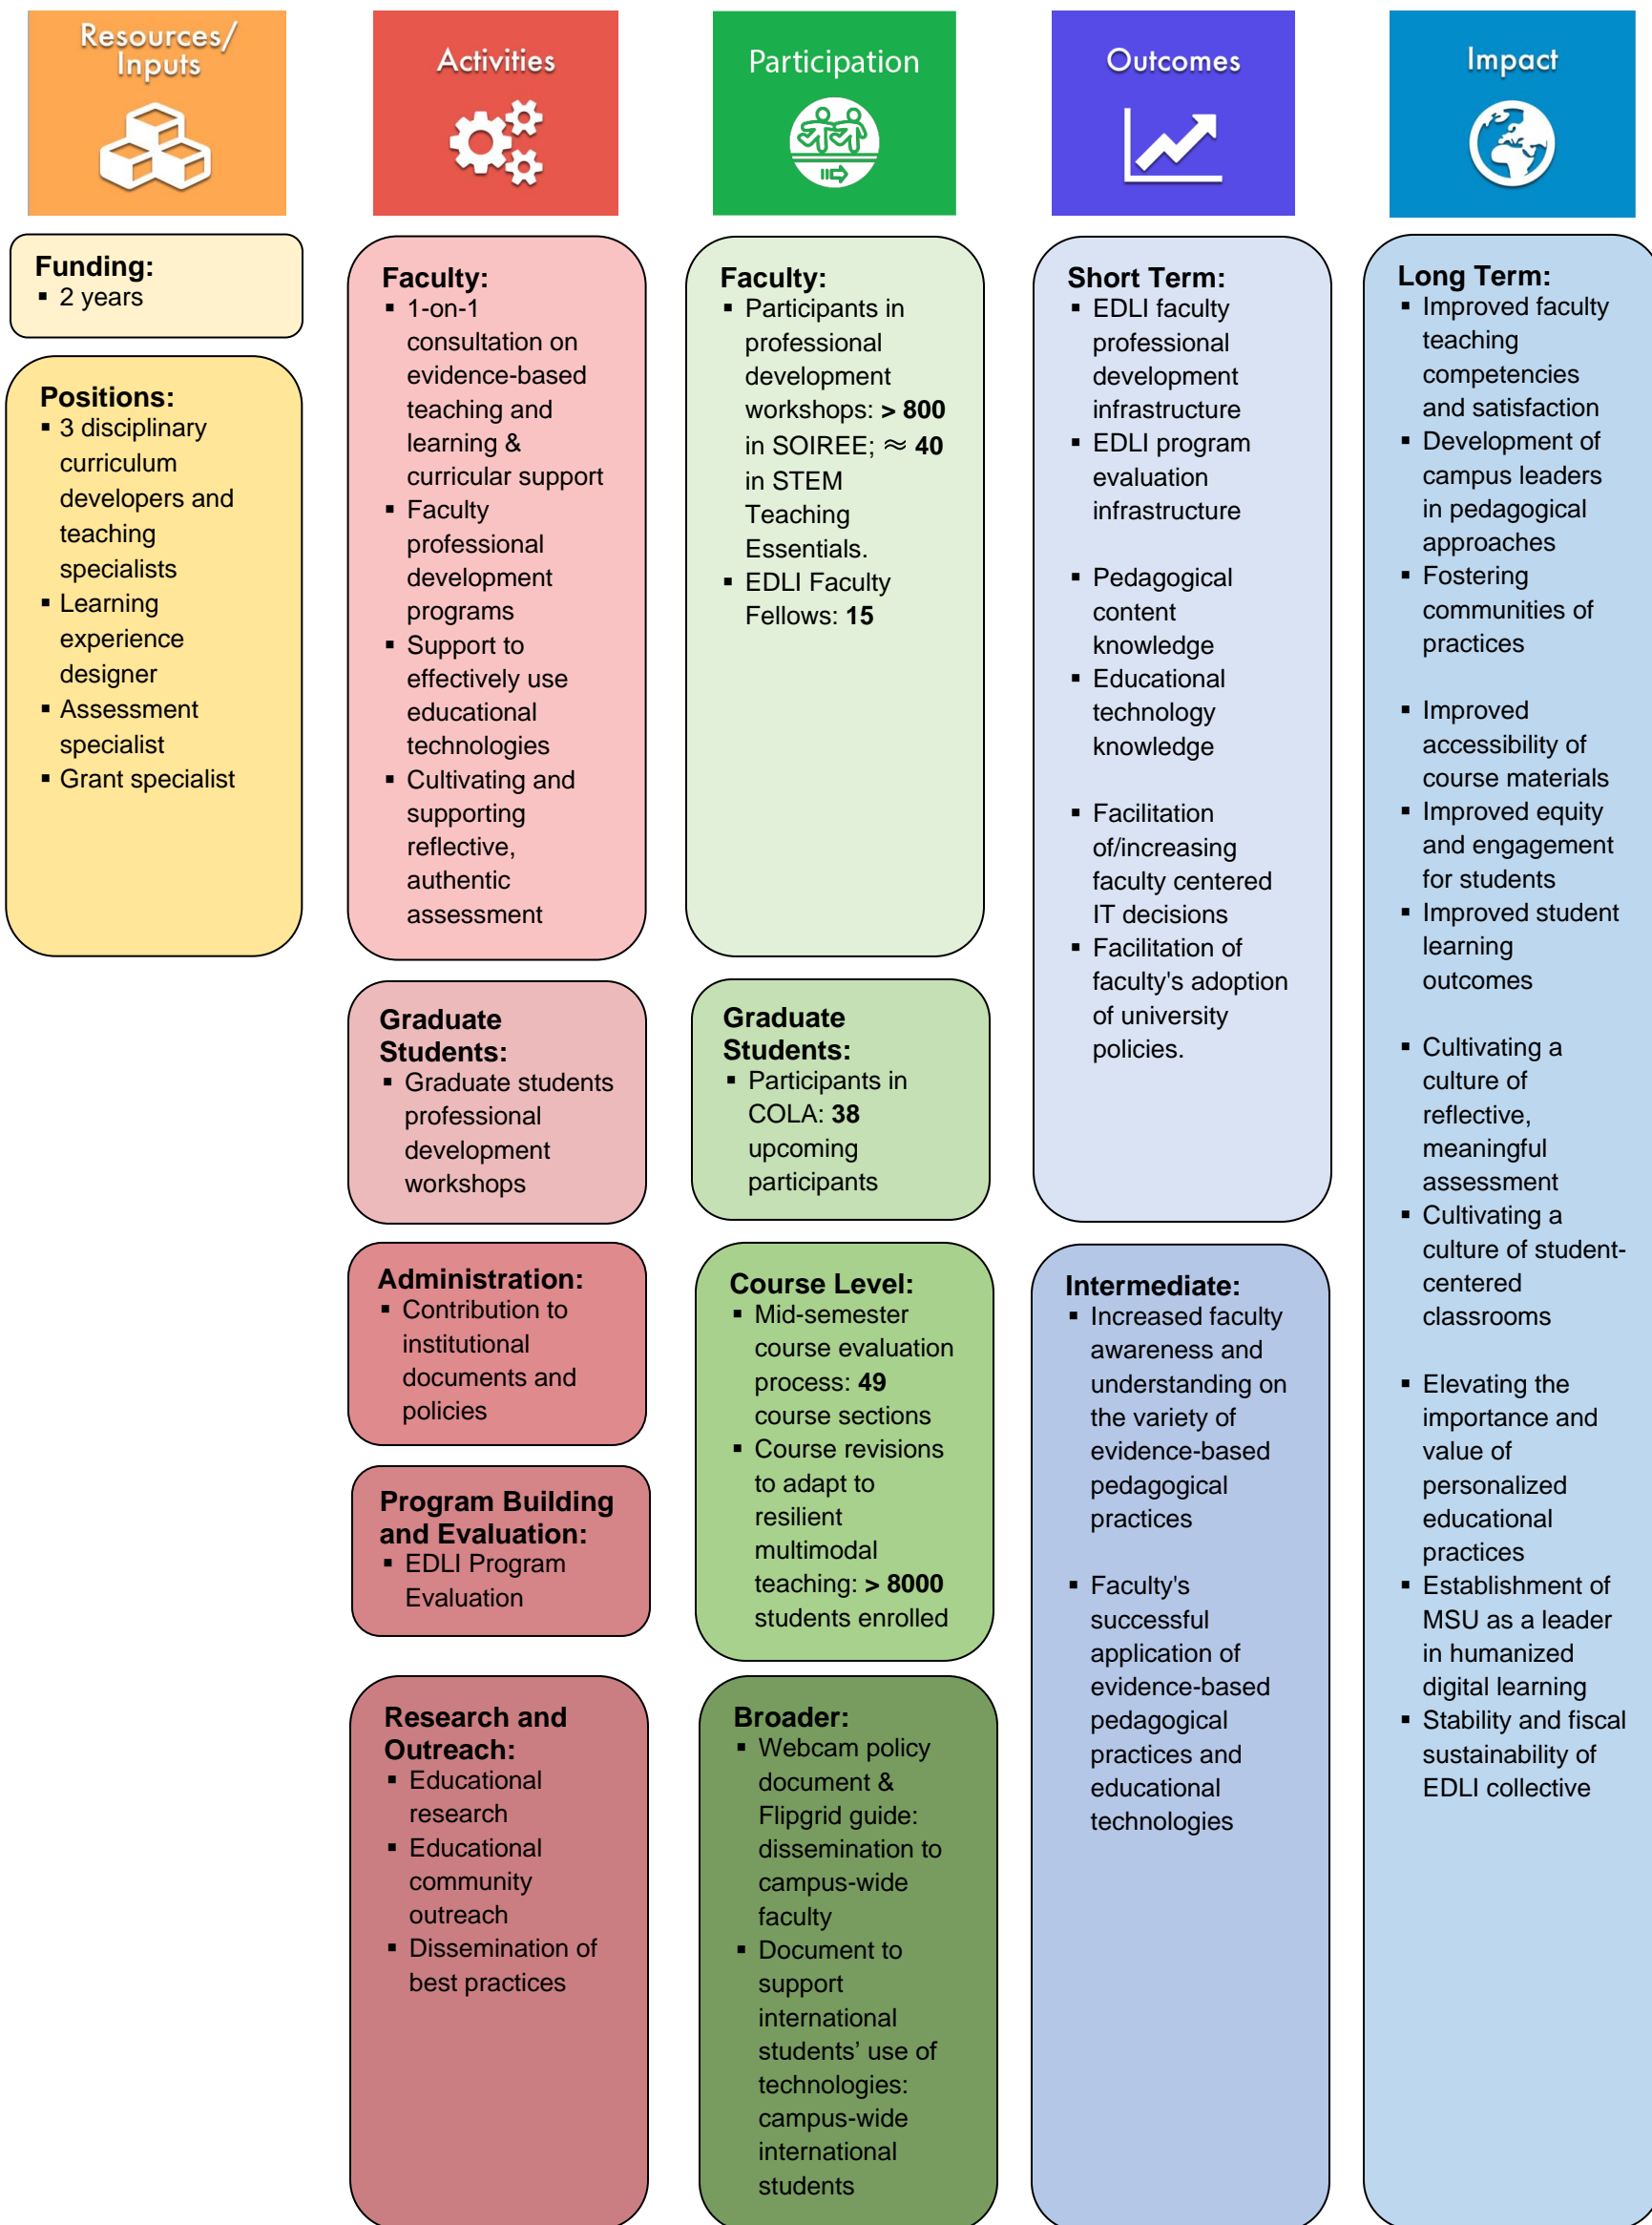 Resources/
Inputs
Funding:
▪ 2 years
Positions:
▪ 3 disciplinary
curriculum
developers and
teaching
specialists
▪ Learning
experience
designer
▪ Assessment
specialist
▪ Grant specialist
Activities
Faculty:
▪ 1-on-1
consultation on
evidence-based
teaching and
learning &
curricular support
▪ Faculty
professional
development
programs
▪ Support to
effectively use
educational
technologies
▪ Cultivating and
supporting
reflective,
authentic
assessment
Graduate
Students:
▪ Graduate students
professional
development
workshops
Administration:
▪ Contribution to
institutional
documents and
policies
Program Building
and Evaluation:
▪ EDLI Program
Evaluation
Research and
Outreach:
▪ Educational
research
▪ Educational
community
outreach
▪ Dissemination of
best practices
Participation
Faculty:
▪ Participants in
professional
development
workshops: > 800
in SOIREE; ≈ 40
in STEM
Teaching
Essentials.
▪ EDLI Faculty
Fellows: 15
Graduate
Students:
▪ Participants in
COLA: 38
upcoming
participants
Course Level:
▪ Mid-semester
course evaluation
process: 49
course sections
▪ Course revisions
to adapt to
resilient
multimodal
teaching: > 8000
students enrolled
Broader:
▪ Webcam policy
document &
Flipgrid guide:
dissemination to
campus-wide
faculty
▪ Document to
support
international
students’ use of
technologies:
campus-wide
international
students
Outcomes
Short Term:
▪ EDLI faculty
professional
development
infrastructure
▪ EDLI program
evaluation
infrastructure
▪ Pedagogical
content
knowledge
▪ Educational
technology
knowledge
▪ Facilitation
of/increasing
faculty centered
IT decisions
▪ Facilitation of
faculty's adoption
of university
policies.
Intermediate:
▪ Increased faculty
awareness and
understanding on
the variety of
evidence-based
pedagogical
practices
▪ Faculty's
successful
application of
evidence-based
pedagogical
practices and
educational
technologies
Impact
Long Term:
▪ Improved faculty
teaching
competencies
and satisfaction
▪ Development of
campus leaders
in pedagogical
approaches
▪ Fostering
communities of
practices
▪ Improved
accessibility of
course materials
▪ Improved equity
and engagement
for students
▪ Improved student
learning
outcomes
▪ Cultivating a
culture of
reflective,
meaningful
assessment
▪ Cultivating a
culture of student-
centered
classrooms
▪ Elevating the
importance and
value of
personalized
educational
practices
▪ Establishment of
MSU as a leader
in humanized
digital learning
▪ Stability and fiscal
sustainability of
EDLI collective